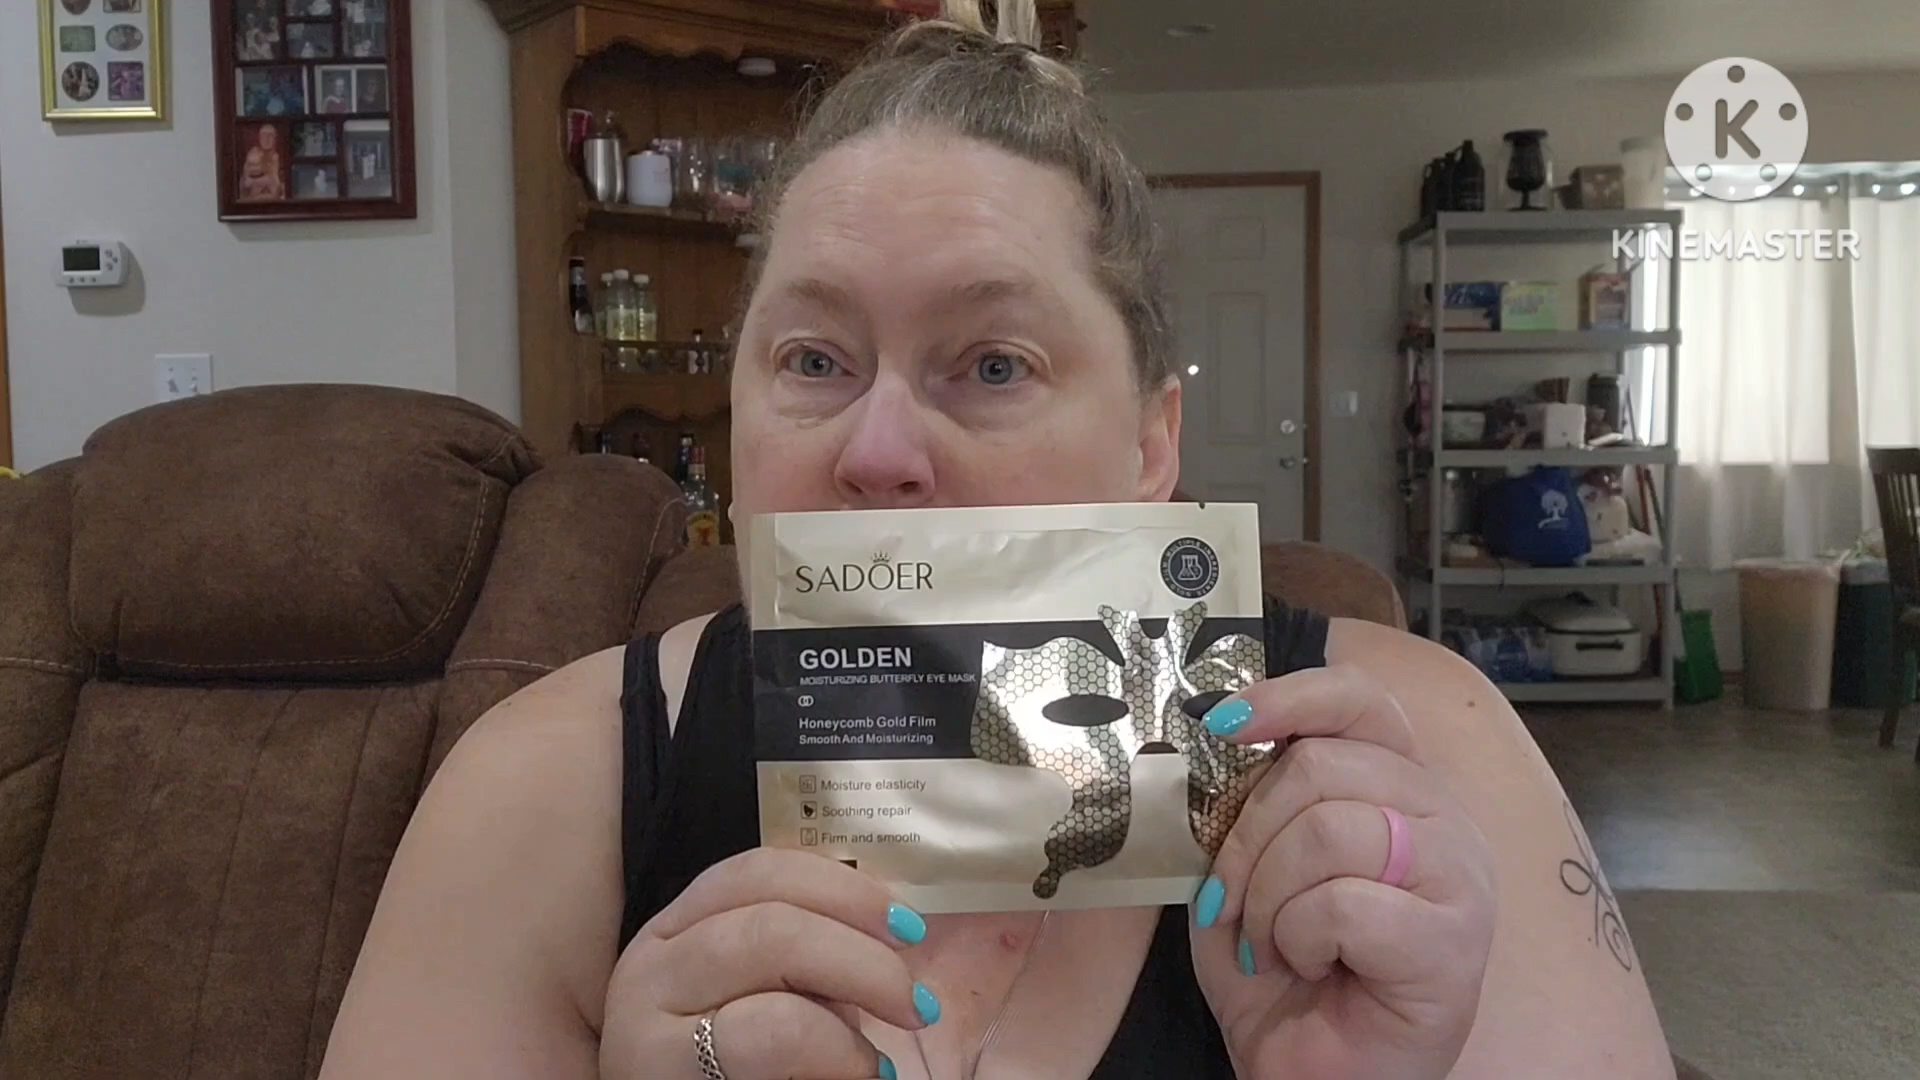 KINEMASTER
SADOER
GOLDEN
MOISTURIZING BUTTERFLY EYE MASK
Honeycomb Gold Film
Smooth And Moisturizing
Moisture elasticity
Soothing repair
Firm and smooth